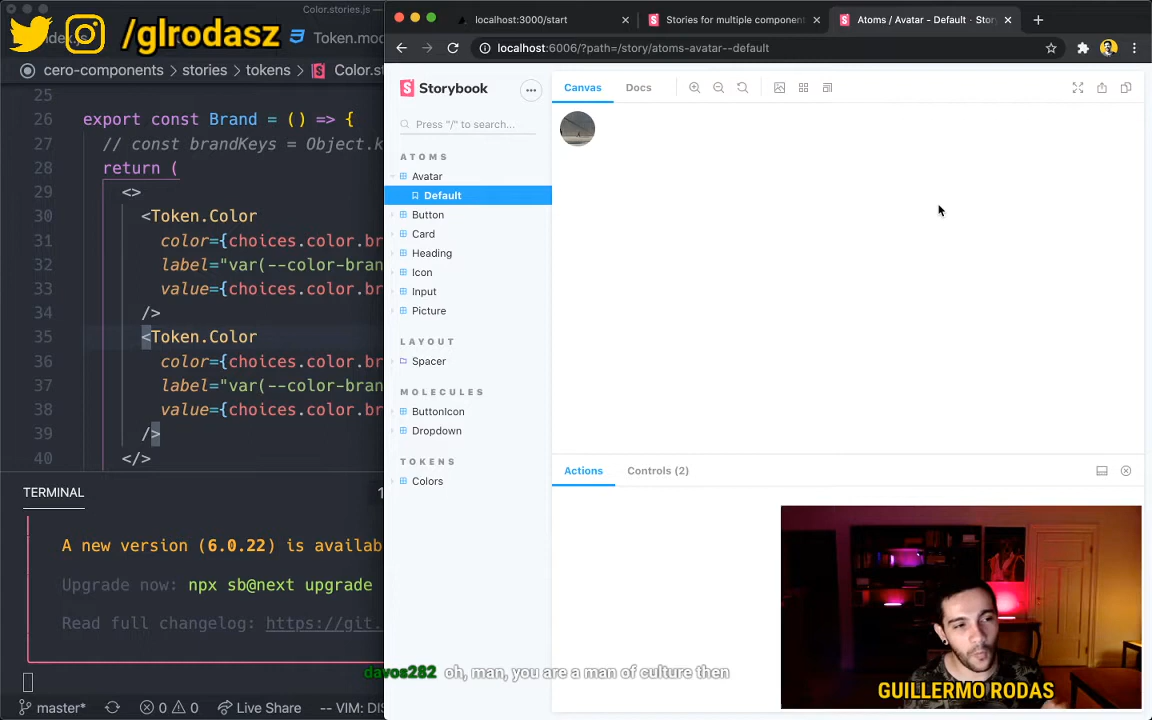 /glrodasz
Color.stories.js
index.js
Token.mod
cero-components > stories > tokens > Color.st
25
26 export const Brand = () => {
27 // const brandKeys = Object.k
28 return (
29 <>
30 <Token.Color
31 color={choices.color.br
32 label="var(--color-bran
33 value={choices.color.br
34 />
35 <Token.Color
36 color={choices.color.br
37 label="var(--color-bran
38 value={choices.color.br
39 />
40 </>
TERMINAL
A new version (6.0.22) is availab
Upgrade now: npx sb@next upgrade
Read full changelog: https://git.
master*
0
0
Live Share
-- VIM: DIS
localhost:3000/start
Stories for multiple component
Atoms / Avatar - Default · Story
localhost:6006/?path=/story/atoms-avatar--default
Storybook
Press "/" to search...
ATOMS
Avatar
Default
Button
Card
Heading
Icon
Input
Picture
LAYOUT
Spacer
MOLECULES
ButtonIcon
Dropdown
TOKENS
Colors
Canvas
Docs
Actions
Controls (2)
davos282 oh, man, you are a man of culture then
GUILLERMO RODAS